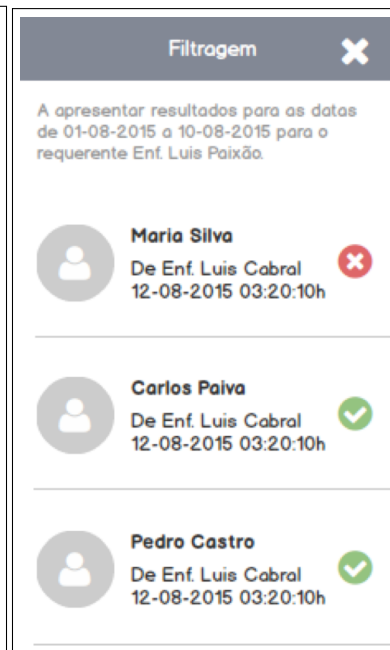 Filtragem
A apresentar resultados para as datas
de 01-08-2015 a 10-08-2015 para o
requerente Enf. Luis Paixão.
Maria Silva
De Enf. Luis Cabral
12-08-2015 03:20:10h
Carlos Paiva
De Enf. Luis Cabral
12-08-2015 03:20:10h
Pedro Castro
De Enf. Luis Cabral
12-08-2015 03:20:10h